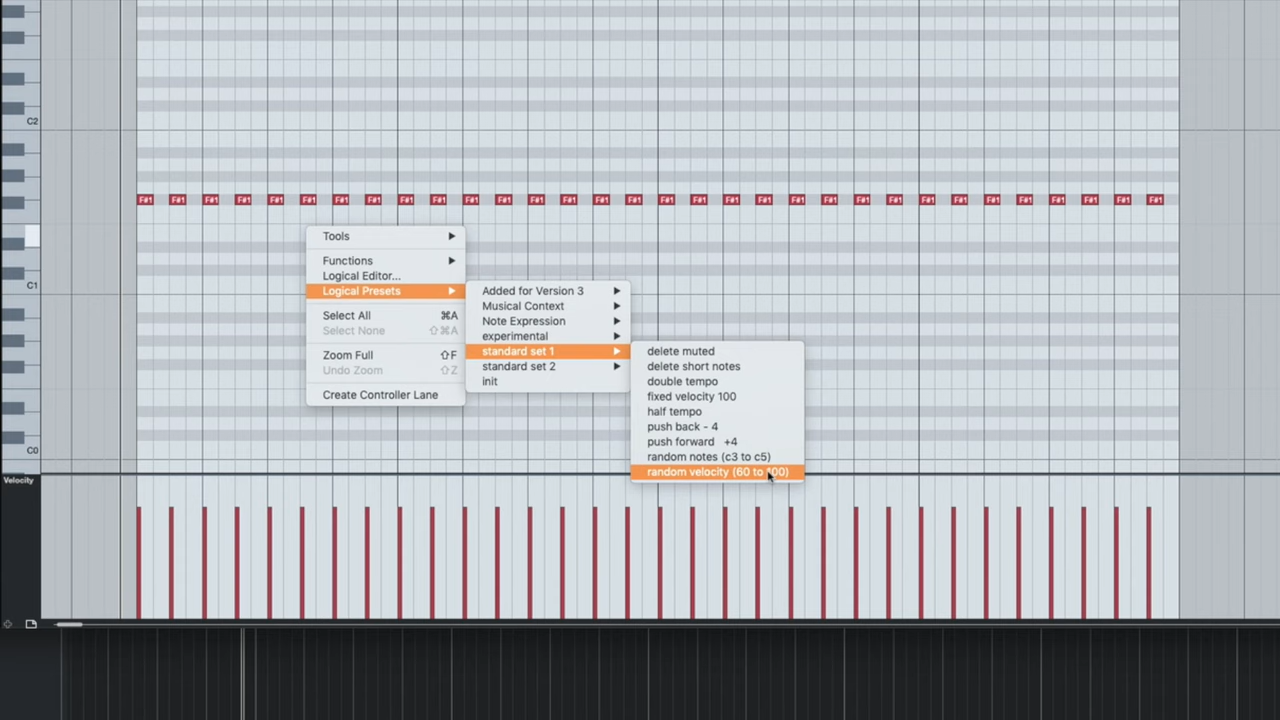 C2
F#1 F#1 F#1 F#1 F#1 F#1 F#1 F#1 F#1 F#1 F#1 F#1 F#1 F#1 F#1 F#1 F#1 F#1 F#1 F#1 F#1 F#1 F#1 F#1 F#1 F#1 F#1 F#1 F#1 F#1 F#1 F#1
C1
C0
Tools
Functions
Logical Editor...
Logical Presets
Select All ⌘A
Select None ⇧⌘A
Zoom Full ⇧F
Undo Zoom ⇧Z
Create Controller Lane
Added for Version 3
Musical Context
Note Expression
experimental
standard set 1
standard set 2
init
delete muted
delete short notes
double tempo
fixed velocity 100
half tempo
push back - 4
push forward +4
random notes (c3 to c5)
random velocity (60 to 100)
Velocity